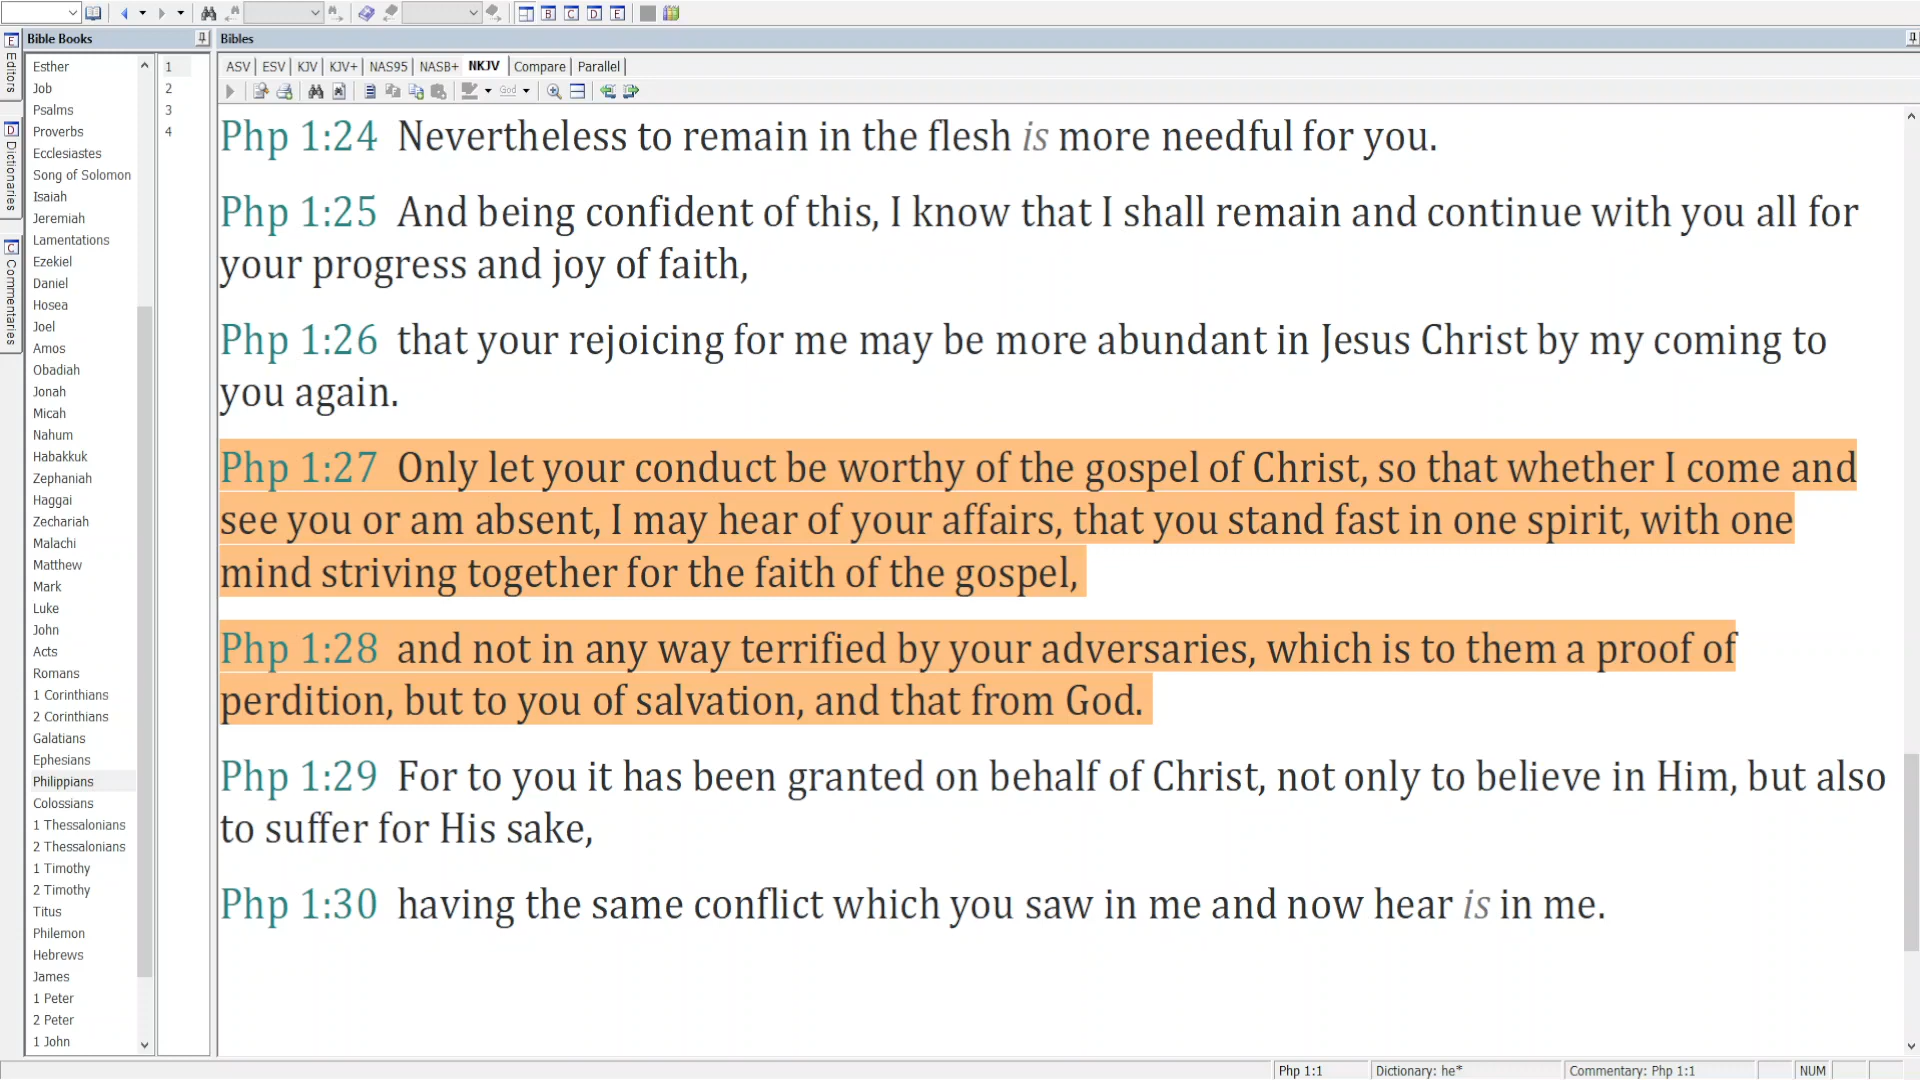 Bible Books
Bibles
Editors
Dictionaries
Commentaries
Esther
Job
Psalms
Proverbs
Ecclesiastes
Song of Solomon
Isaiah
Jeremiah
Lamentations
Ezekiel
Daniel
Hosea
Joel
Amos
Obadiah
Jonah
Micah
Nahum
Habakkuk
Zephaniah
Haggai
Zechariah
Malachi
Matthew
Mark
Luke
John
Acts
Romans
1 Corinthians
2 Corinthians
Galatians
Ephesians
Philippians
Colossians
1 Thessalonians
2 Thessalonians
1 Timothy
2 Timothy
Titus
Philemon
Hebrews
James
1 Peter
2 Peter
1 John
1
2
3
4
ASV ESV KJV KJV+ NAS95 NASB+ NKJV Compare Parallel
God
Php 1:24 Nevertheless to remain in the flesh is more needful for you.
Php 1:25 And being confident of this, I know that I shall remain and continue with you all for
your progress and joy of faith,
Php 1:26 that your rejoicing for me may be more abundant in Jesus Christ by my coming to
you again.
Php 1:27 Only let your conduct be worthy of the gospel of Christ, so that whether I come and
see you or am absent, I may hear of your affairs, that you stand fast in one spirit, with one
mind striving together for the faith of the gospel,
Php 1:28 and not in any way terrified by your adversaries, which is to them a proof of
perdition, but to you of salvation, and that from God.
Php 1:29 For to you it has been granted on behalf of Christ, not only to believe in Him, but also
to suffer for His sake,
Php 1:30 having the same conflict which you saw in me and now hear is in me.
Php 1:1 Dictionary: he* Commentary: Php 1:1 NUM